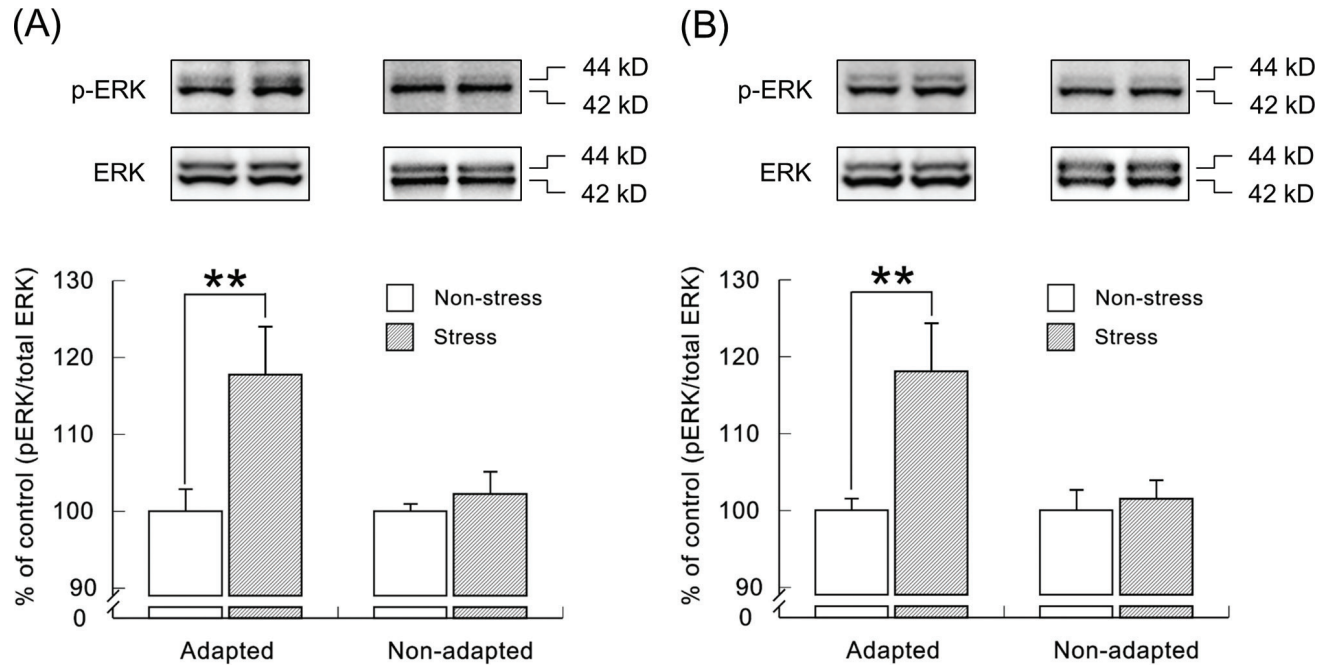 (A)
p-ERK
44 kD
42 kD
ERK
44 kD
42 kD
% of control (pERK/total ERK)
130
120
110
100
90
0
**
Non-stress
Stress
Adapted
Non-adapted
(B)
p-ERK
44 kD
42 kD
ERK
44 kD
42 kD
% of control (pERK/total ERK)
130
120
110
100
90
0
**
Non-stress
Stress
Adapted
Non-adapted